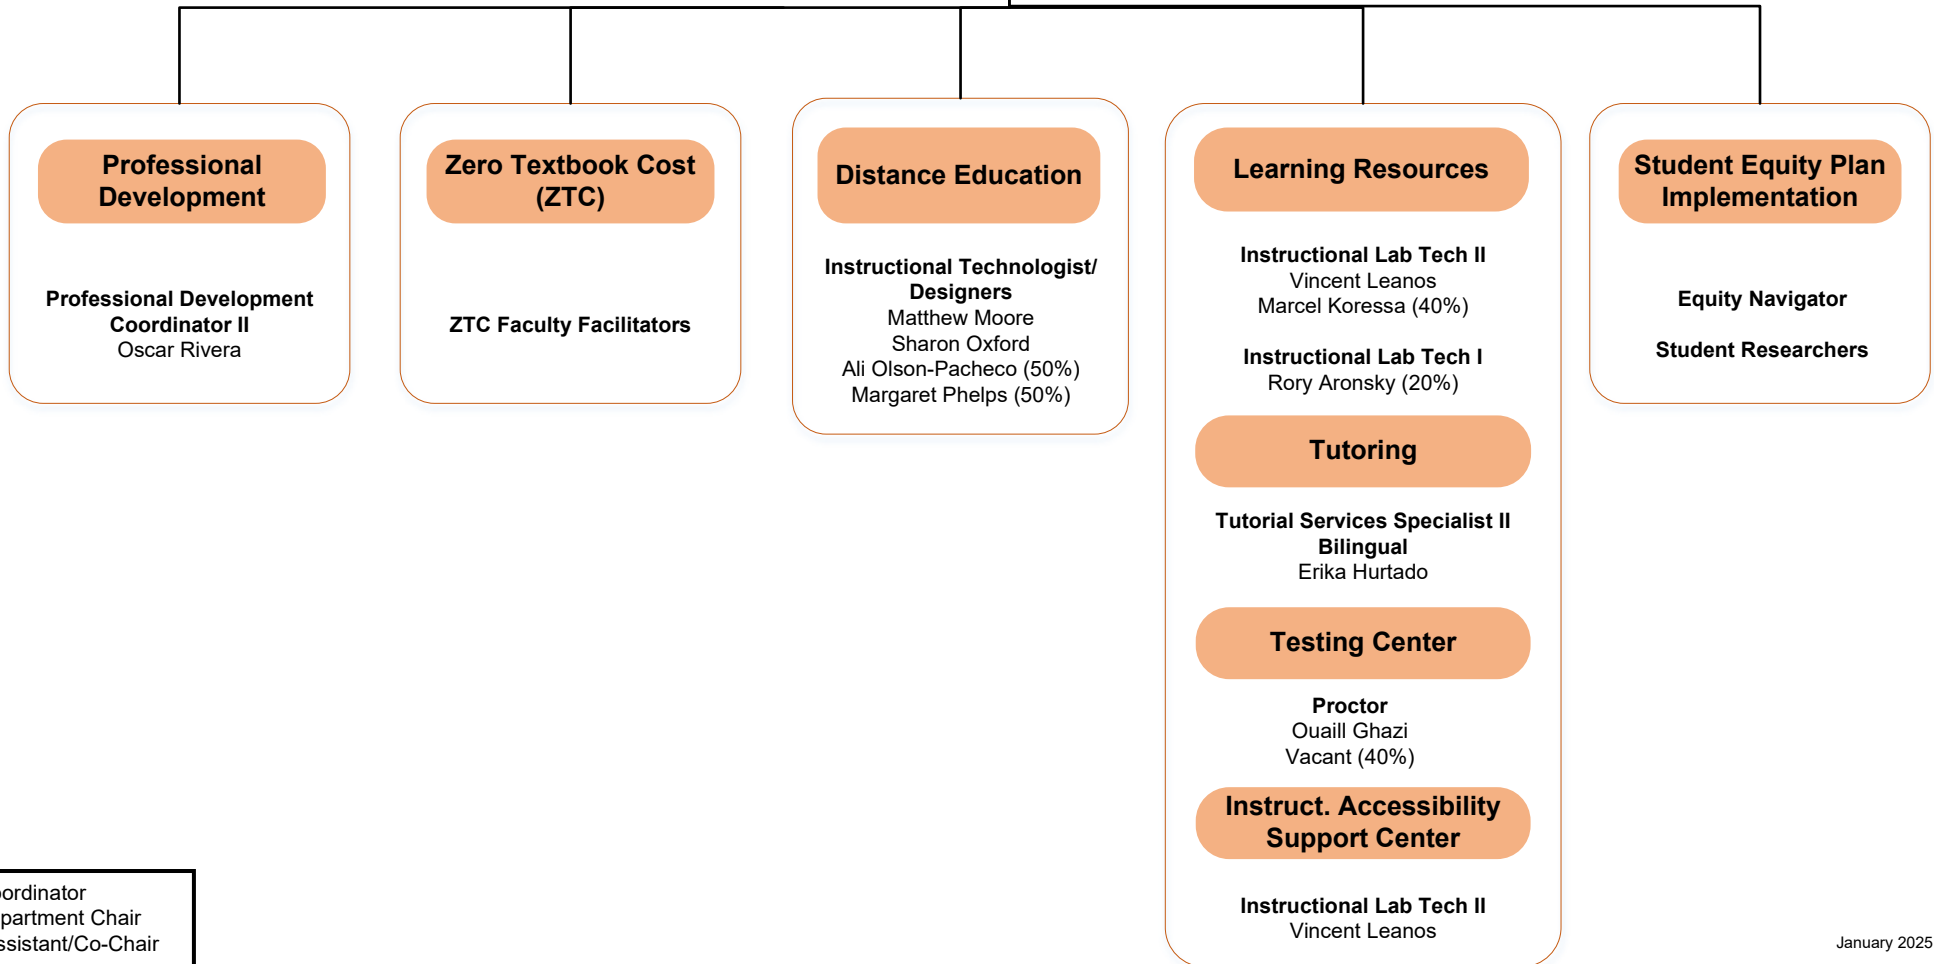 Professional
Development
Professional Development
Coordinator II
Oscar Rivera
Zero Textbook Cost
(ZTC)
ZTC Faculty Facilitators
Distance Education
Instructional Technologist/
Designers
Matthew Moore
Sharon Oxford
Ali Olson-Pacheco (50%)
Margaret Phelps (50%)
Learning Resources
Instructional Lab Tech II
Vincent Leanos
Marcel Koressa (40%)
Instructional Lab Tech I
Rory Aronsky (20%)
Tutoring
Tutorial Services Specialist II
Bilingual
Erika Hurtado
Testing Center
Proctor
Ouaill Ghazi
Vacant (40%)
Instruct. Accessibility
Support Center
Instructional Lab Tech II
Vincent Leanos
Student Equity Plan
Implementation
Equity Navigator
Student Researchers
ordinator
partment Chair
ssistant/Co-Chair
January 2025